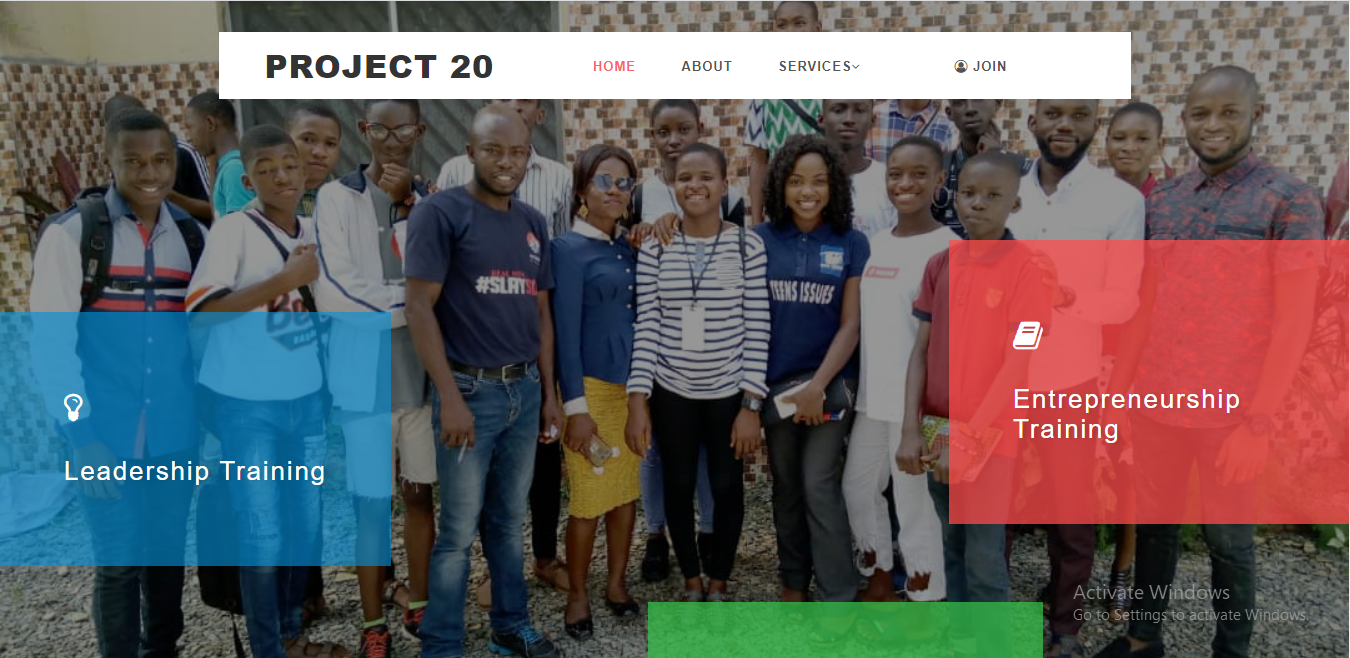 PROJECT 20
HOME
ABOUT
SERVICES
JOIN
#SLAY
TEENS ISSUES
Leadership Training
Entrepreneurship
Training
Activate Windows
Go to Settings to activate Windows.